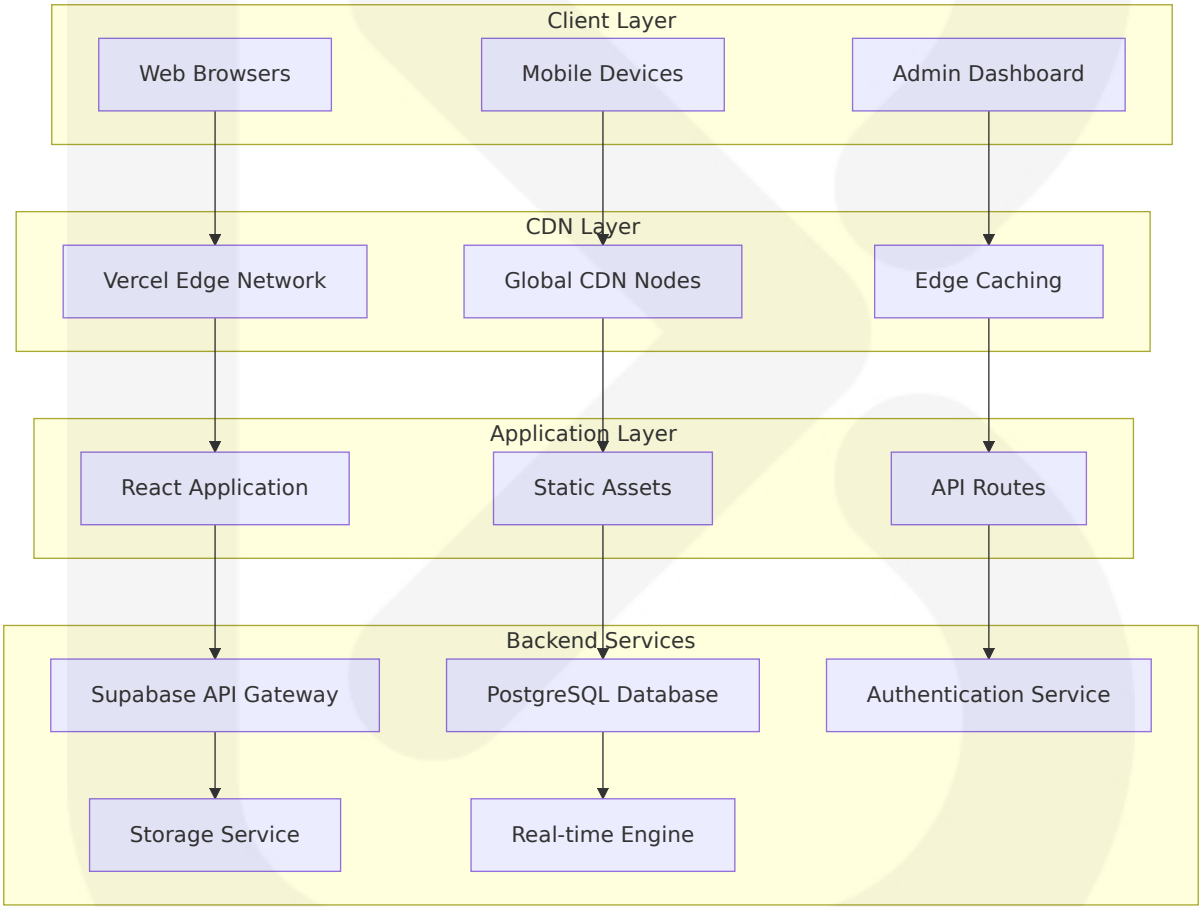 Client Layer
Web Browsers
Mobile Devices
Admin Dashboard
CDN Layer
Vercel Edge Network
Global CDN Nodes
Edge Caching
Application Layer
React Application
Static Assets
API Routes
Backend Services
Supabase API Gateway
PostgreSQL Database
Authentication Service
Storage Service
Real-time Engine